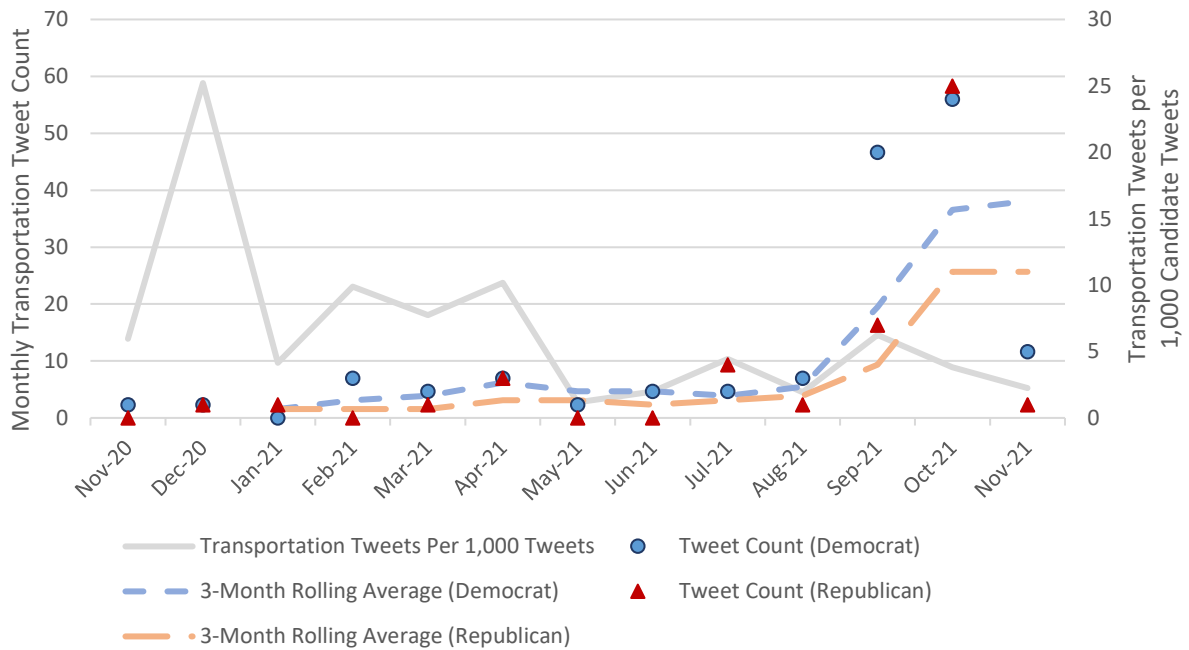 Monthly Transportation Tweet Count
70
60
50
40
30
20
10
0
30
25
20
15
10
5
0
Transportation Tweets per
1,000 Candidate Tweets
Nov-20
Dec-20
Jan-21
Feb-21
Mar-21
Apr-21
May-21
Jun-21
Jul-21
Aug-21
Sep-21
Oct-21
Nov-21
Transportation Tweets Per 1,000 Tweets
Tweet Count (Democrat)
3-Month Rolling Average (Democrat)
Tweet Count (Republican)
3-Month Rolling Average (Republican)